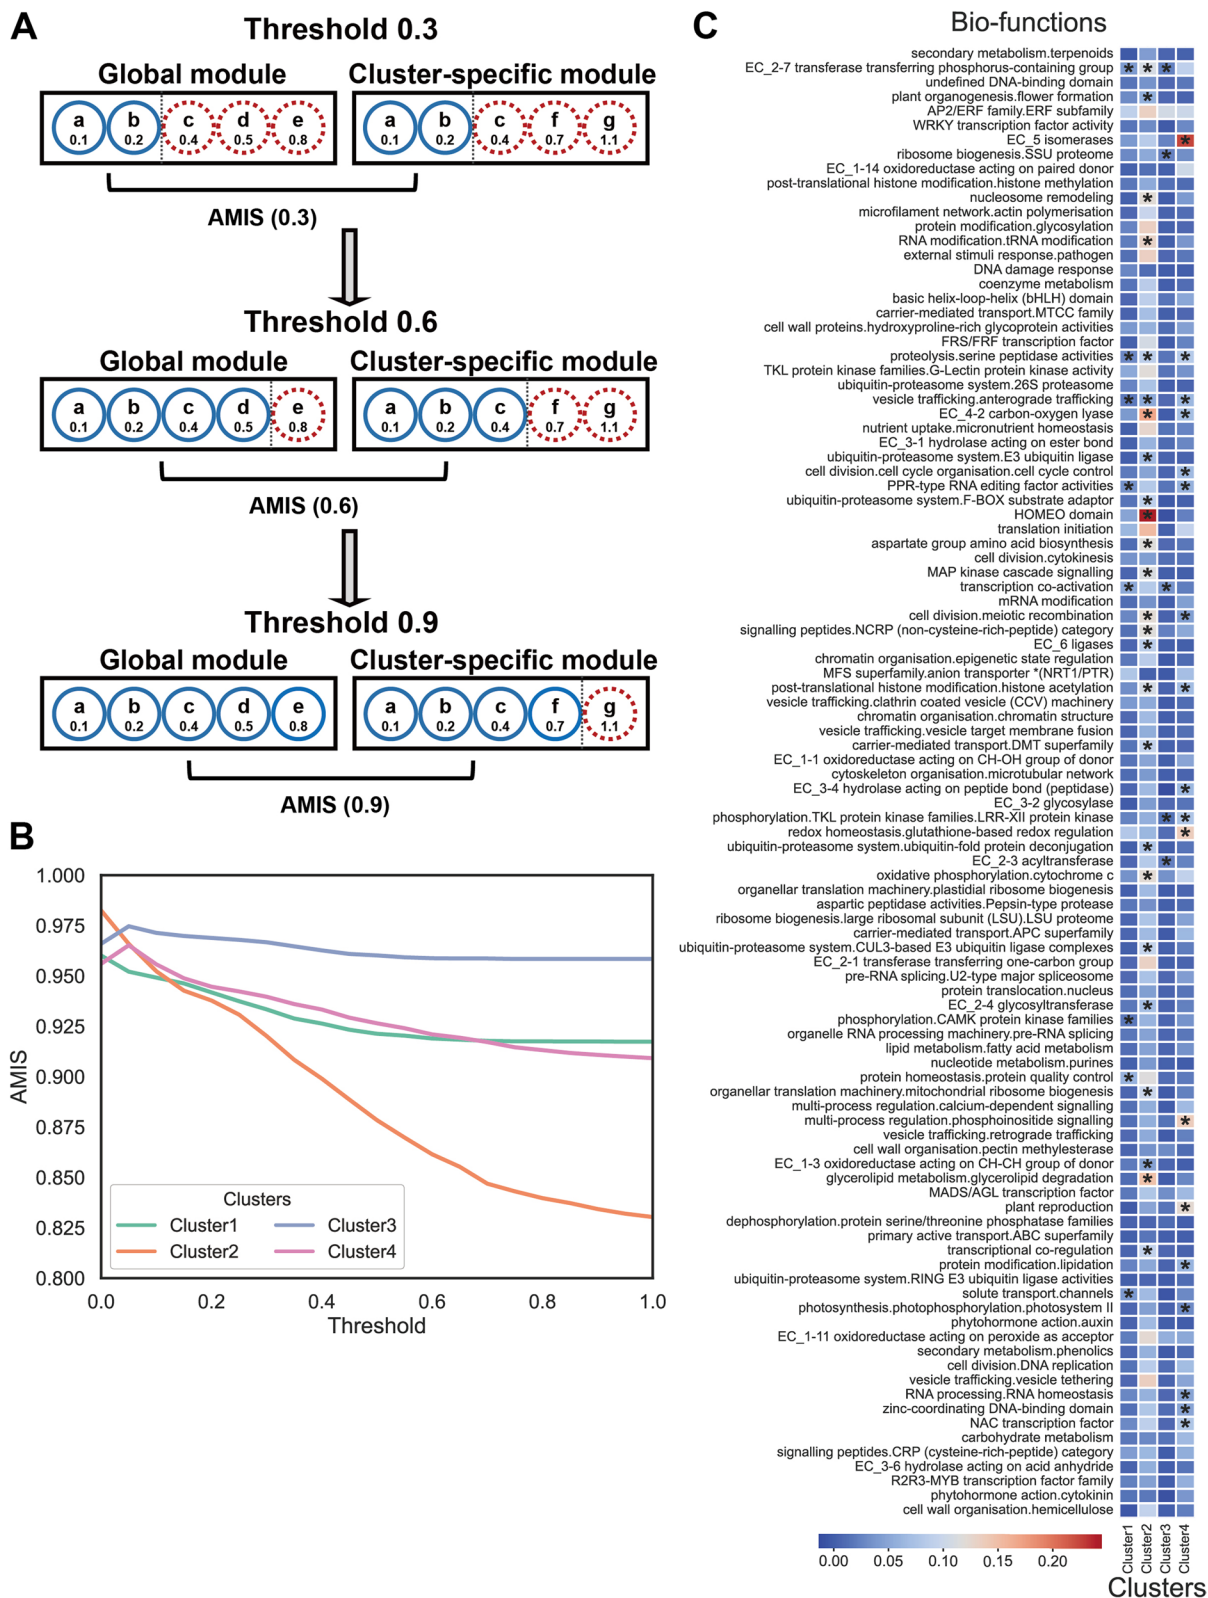 A
Threshold 0.3
Global module
Cluster-specific module
a b c d e
0.1 0.2 0.4 0.5 0.8
a b c f g
0.1 0.2 0.4 0.7 1.1
AMIS (0.3)
Threshold 0.6
Global module
Cluster-specific module
a b c d e
0.1 0.2 0.4 0.5 0.8
a b c f g
0.1 0.2 0.4 0.7 1.1
AMIS (0.6)
Threshold 0.9
Global module
Cluster-specific module
a b c d e
0.1 0.2 0.4 0.5 0.8
a b c f g
0.1 0.2 0.4 0.7 1.1
AMIS (0.9)
B
1.000
0.975
0.950
0.925
0.900
0.875
0.850
0.825
0.800
AMIS
Clusters
Cluster1
Cluster2
Cluster3
Cluster4
0.0 0.2 0.4 0.6 0.8 1.0
Threshold
C
Bio-functions
secondary metabolism.terpenoids
EC_2-7 transferase transferring phosphorus-containing group
undefined DNA-binding domain
plant organogenesis.flower formation
AP2/ERF family.ERF subfamily
WRKY transcription factor activity
EC_5 isomerases
ribosome biogenesis.SSU proteome
EC_1-14 oxidoreductase acting on paired donor
post-translational histone modification.histone methylation
nucleosome remodeling
microfilament network.actin polymerisation
protein modification.glycosylation
RNA modification.tRNA modification
external stimuli response.pathogen
DNA damage response
coenzyme metabolism
basic helix-loop-helix (bHLH) domain
carrier-mediated transport.MTCC family
cell wall proteins.hydroxyproline-rich glycoprotein activities
FRS/FRF transcription factor
proteolysis.serine peptidase activities
TKL protein kinase families.G-Lectin protein kinase activity
ubiquitin-proteasome system.26S proteasome
vesicle trafficking.anterograde trafficking
EC_4-2 carbon-oxygen lyase
nutrient uptake.micronutrient homeostasis
EC_3-1 hydrolase acting on ester bond
ubiquitin-proteasome system.E3 ubiquitin ligase
cell division.cell cycle organisation.cell cycle control
PPR-type RNA editing factor activities
ubiquitin-proteasome system.F-BOX substrate adaptor
HOMEO domain
translation initiation
aspartate group amino acid biosynthesis
cell division.cytokinesis
MAP kinase cascade signalling
transcription co-activation
mRNA modification
cell division.meiotic recombination
signalling peptides.NCRP (non-cysteine-rich-peptide) category
EC_6 ligases
chromatin organisation.epigenetic state regulation
MFS superfamily.anion transporter *(NRT1/PTR)
post-translational histone modification.histone acetylation
vesicle trafficking.clathrin coated vesicle (CCV) machinery
chromatin organisation.chromatin structure
vesicle trafficking.vesicle target membrane fusion
carrier-mediated transport.DMT superfamily
EC_1-1 oxidoreductase acting on CH-OH group of donor
cytoskeleton organisation.microtubular network
EC_3-4 hydrolase acting on peptide bond (peptidase)
EC_3-2 glycosylase
phosphorylation.TKL protein kinase families.LRR-XII protein kinase
redox homeostasis.glutathione-based redox regulation
ubiquitin-proteasome system.ubiquitin-fold protein deconjugation
EC_2-3 acyltransferase
oxidative phosphorylation.cytochrome c
organellar translation machinery.plastidial ribosome biogenesis
aspartic peptidase activities.Pepsin-type protease
ribosome biogenesis.large ribosomal subunit (LSU).LSU proteome
carrier-mediated transport.APC superfamily
ubiquitin-proteasome system.CUL3-based E3 ubiquitin ligase complexes
EC_2-1 transferase transferring one-carbon group
pre-RNA splicing.U2-type major spliceosome
protein translocation.nucleus
EC_2-4 glycosyltransferase
phosphorylation.CAMK protein kinase families
organelle RNA processing machinery.pre-RNA splicing
lipid metabolism.fatty acid metabolism
nucleotide metabolism.purines
protein homeostasis.protein quality control
organellar translation machinery.mitochondrial ribosome biogenesis
multi-process regulation.calcium-dependent signalling
multi-process regulation.phosphoinositide signalling
vesicle trafficking.retrograde trafficking
cell wall organisation.pectin methylesterase
EC_1-3 oxidoreductase acting on CH-CH group of donor
glycerolipid metabolism.glycerolipid degradation
MADS/AGL transcription factor
plant reproduction
dephosphorylation.protein serine/threonine phosphatase families
primary active transport.ABC superfamily
transcriptional co-regulation
protein modification.lipidation
ubiquitin-proteasome system.RING E3 ubiquitin ligase activities
solute transport.channels
photosynthesis.photophosphorylation.photosystem II
phytohormone action.auxin
EC_1-11 oxidoreductase acting on peroxide as acceptor
secondary metabolism.phenolics
cell division.DNA replication
vesicle trafficking.vesicle tethering
RNA processing.RNA homeostasis
zinc-coordinating DNA-binding domain
NAC transcription factor
carbohydrate metabolism
signalling peptides.CRP (cysteine-rich-peptide) category
EC_3-6 hydrolase acting on acid anhydride
R2R3-MYB transcription factor family
phytohormone action.cytokinin
cell wall organisation.hemicellulose
0.00 0.05 0.10 0.15 0.20
Cluster1
Cluster2
Cluster3
Cluster4
Clusters